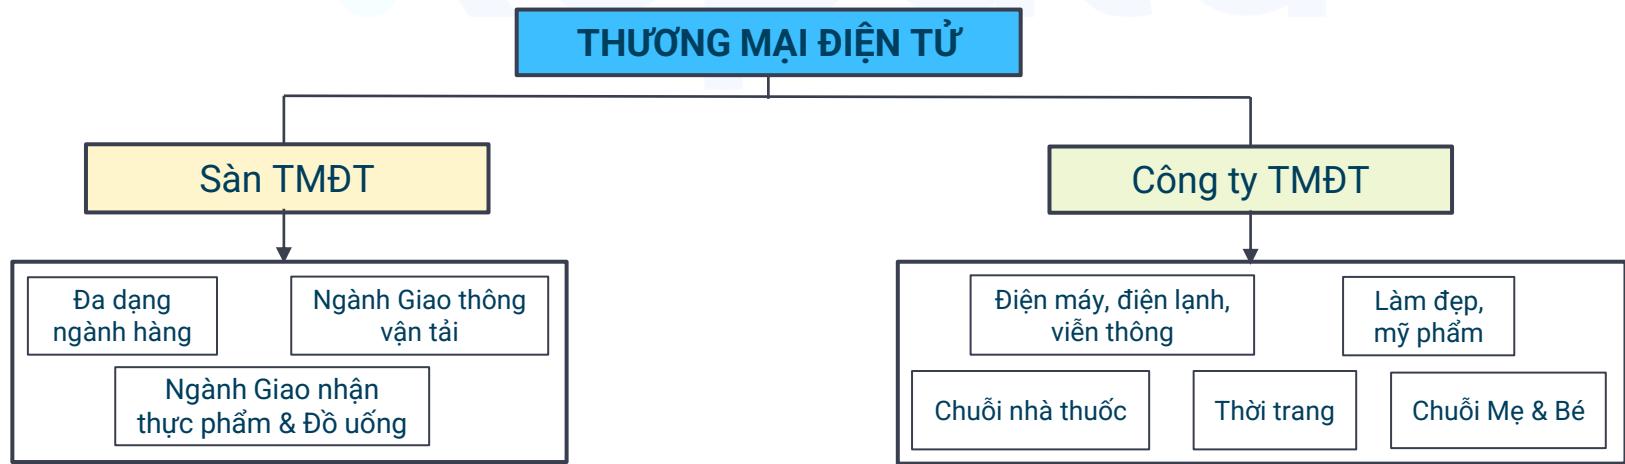 THƯƠNG MẠI ĐIỆN TỬ
Sàn TMĐT
Công ty TMĐT
Đa dạng
ngành hàng
Ngành Giao thông
vận tải
Ngành Giao nhận
thực phẩm & Đồ uống
Điện máy, điện lạnh,
viễn thông
Làm đẹp,
mỹ phẩm
Chuỗi nhà thuốc
Thời trang
Chuỗi Mẹ & Bé